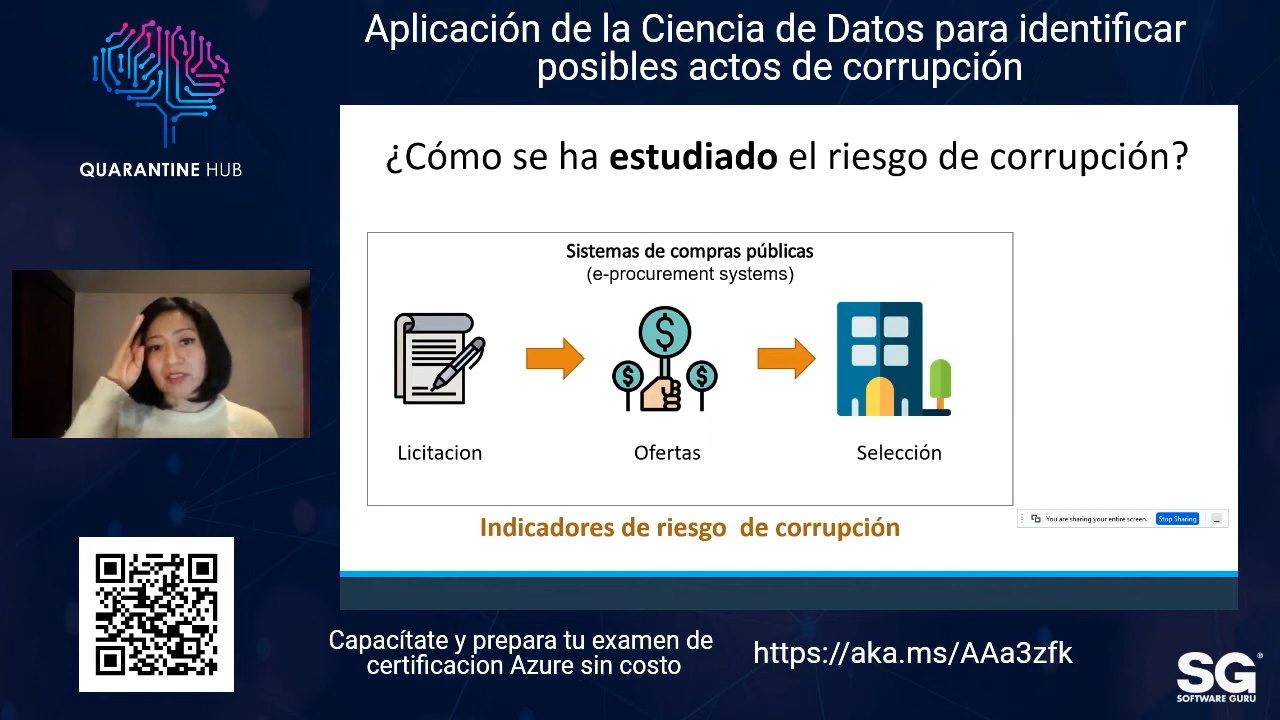 Aplicación de la Ciencia de Datos para identificar
posibles actos de corrupción
QUARANTINE HUB
¿Cómo se ha estudiado el riesgo de corrupción?
Sistemas de compras públicas
(e-procurement systems)
$
$
$
Licitacion
Ofertas
Selección
Indicadores de riesgo de corrupción
You are sharing your entire screen.
Stop Sharing
Capacítate y prepara tu examen de
certificacion Azure sin costo
https://aka.ms/AAa3zfk
SG
SOFTWARE GURU